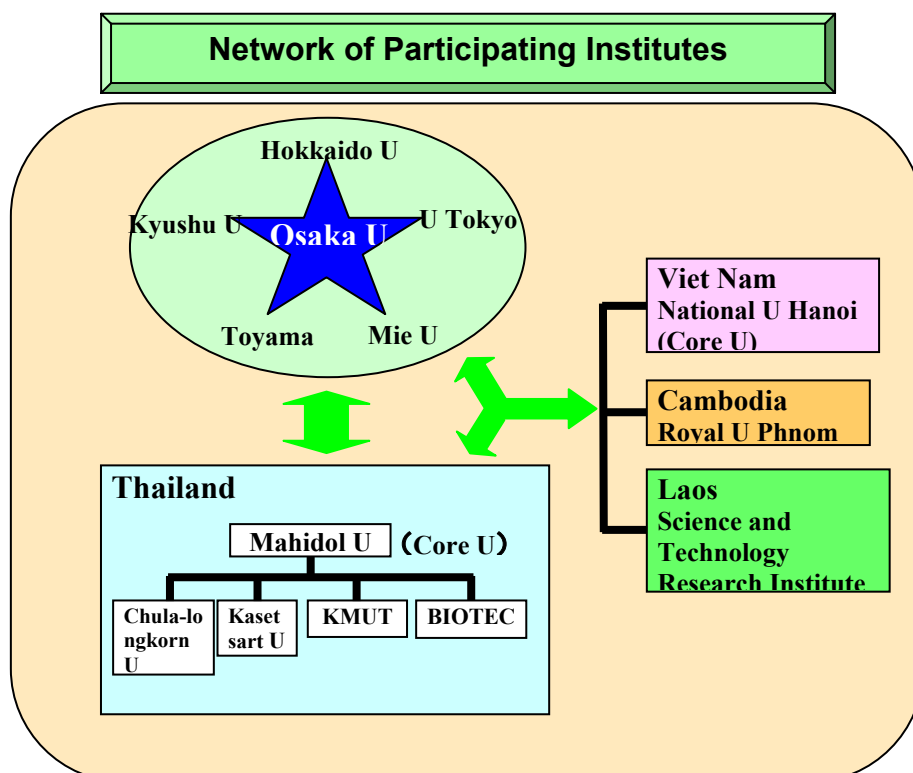 Network of Participating Institutes
Hokkaido U
Kyushu U
Osaka U
U Tokyo
Toyama
Mie U
Viet Nam
National U Hanoi
(Core U)
Cambodia
Royal U Phnom
Laos
Science and
Technology
Research Institute
Thailand
Mahidol U
（Core U）
Chula-lo
ngkorn
U
Kaset
sart U
KMUT
BIOTEC